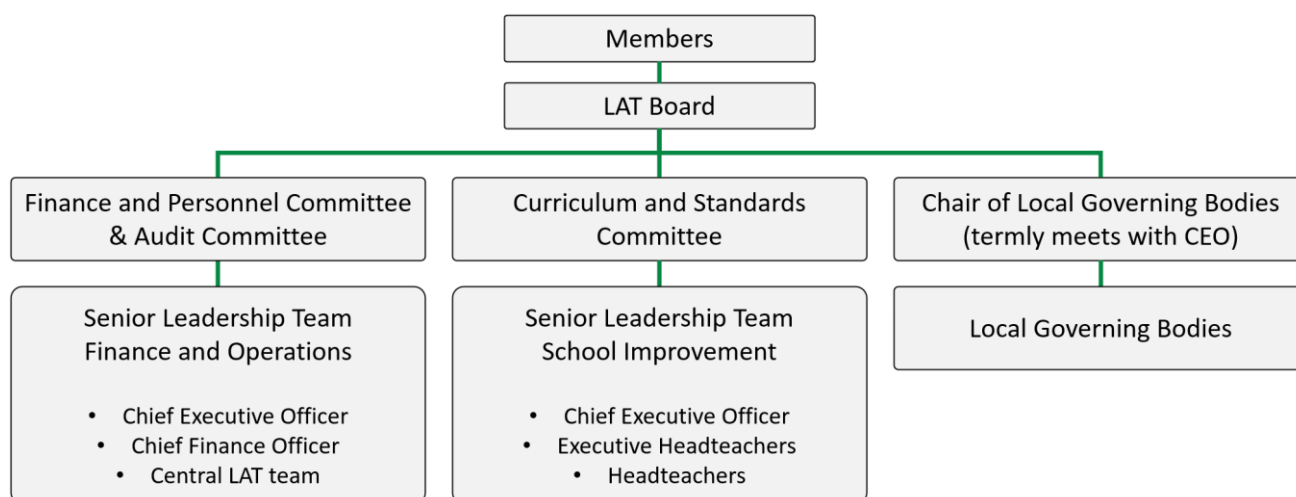 Members
LAT Board
Finance and Personnel Committee
& Audit Committee
Curriculum and Standards
Committee
Chair of Local Governing Bodies
(termly meets with CEO)
Senior Leadership Team
Finance and Operations
• Chief Executive Officer
• Chief Finance Officer
• Central LAT team
Senior Leadership Team
School Improvement
• Chief Executive Officer
• Executive Headteachers
• Headteachers
Local Governing Bodies